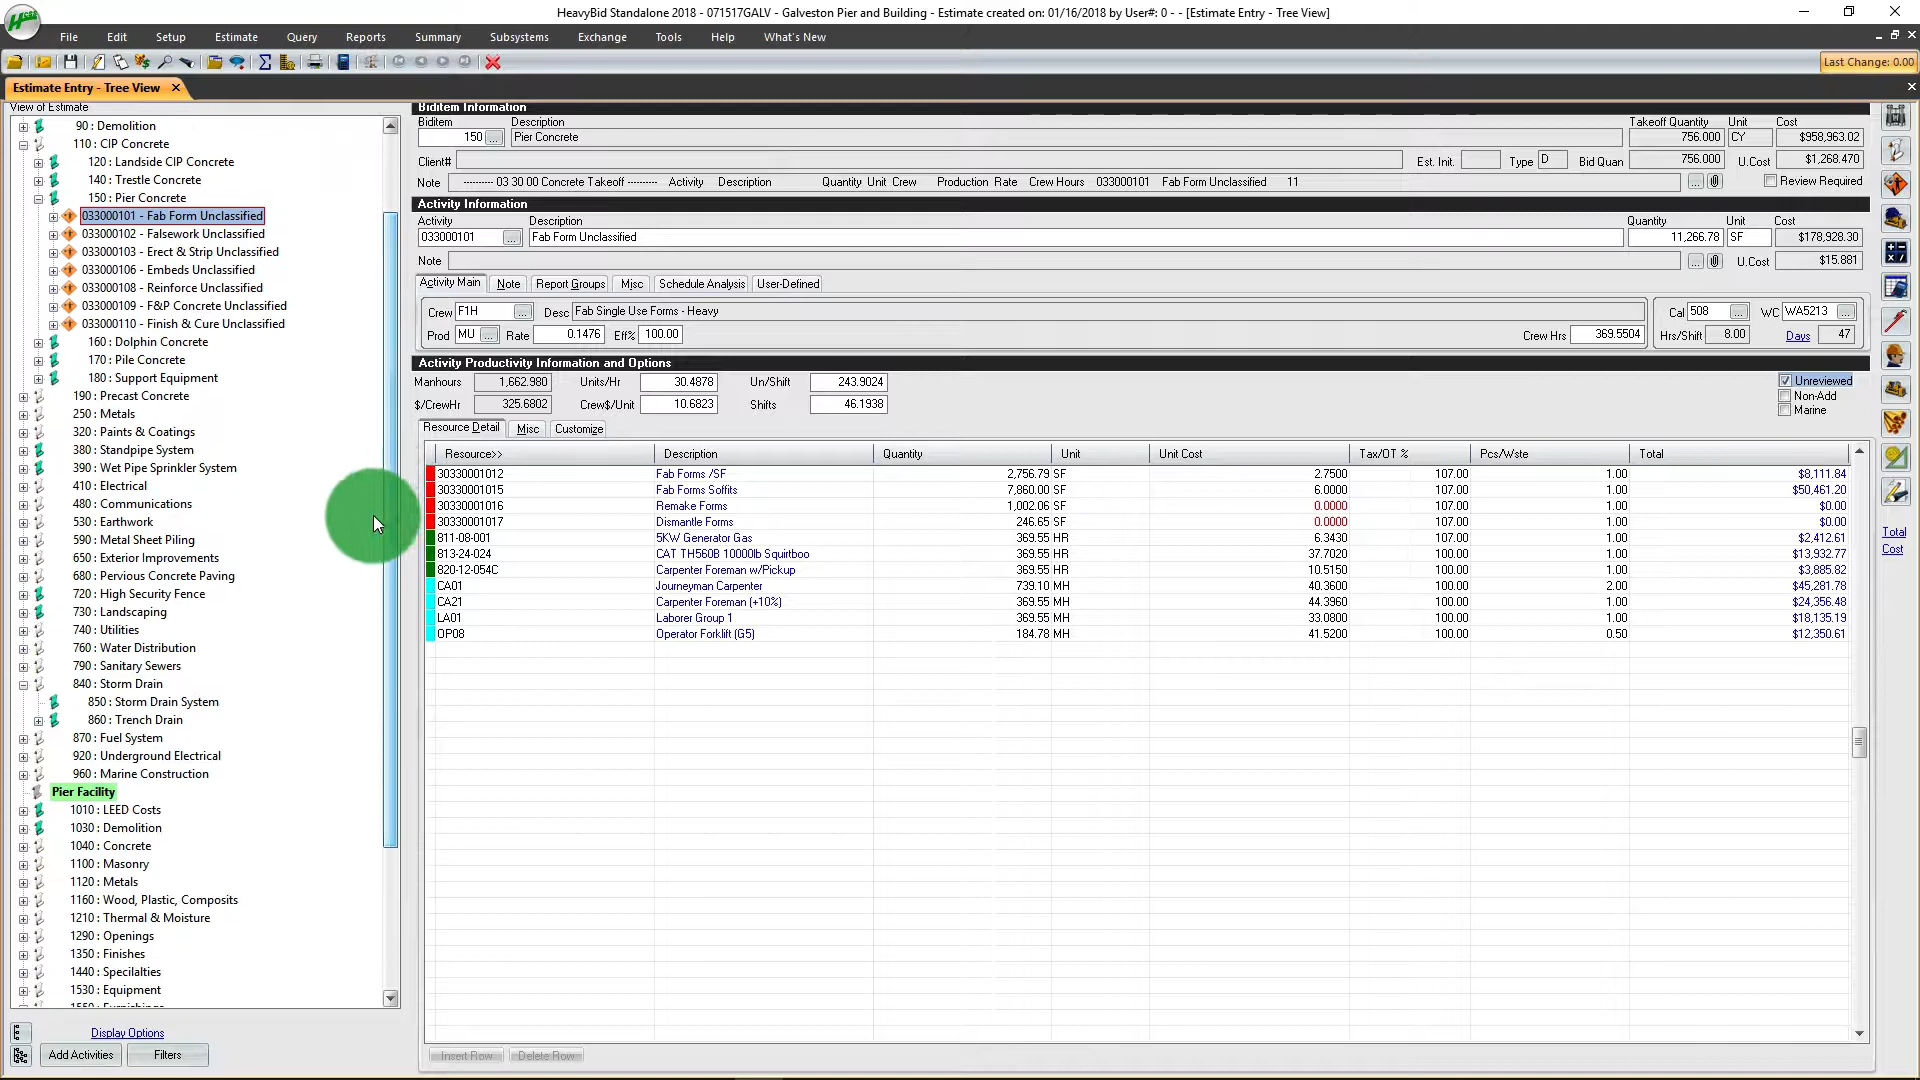 HeavyBid Standalone 2018 - 071517GALV - Galveston Pier and Building - Estimate created on: 01/16/2018 by User#: 0 - - [Estimate Entry - Tree View]
File Edit Setup Estimate Query Reports Summary Subsystems Exchange Tools Help What's New
Last Change: 0.00
Estimate Entry - Tree View
View of Estimate
90 : Demolition
110 : CIP Concrete
120 : Landside CIP Concrete
140 : Trestle Concrete
150 : Pier Concrete
033000101 - Fab Form Unclassified
033000102 - Falsework Unclassified
033000103 - Erect & Strip Unclassified
033000106 - Embeds Unclassified
033000108 - Reinforce Unclassified
033000109 - F&P Concrete Unclassified
033000110 - Finish & Cure Unclassified
160 : Dolphin Concrete
170 : Pile Concrete
180 : Support Equipment
190 : Precast Concrete
250 : Metals
320 : Paints & Coatings
380 : Standpipe System
390 : Wet Pipe Sprinkler System
410 : Electrical
480 : Communications
530 : Earthwork
590 : Metal Sheet Piling
650 : Exterior Improvements
680 : Pervious Concrete Paving
720 : High Security Fence
730 : Landscaping
740 : Utilities
760 : Water Distribution
790 : Sanitary Sewers
840 : Storm Drain
850 : Storm Drain System
860 : Trench Drain
870 : Fuel System
920 : Underground Electrical
960 : Marine Construction
Pier Facility
1010 : LEED Costs
1030 : Demolition
1040 : Concrete
1100 : Masonry
1120 : Metals
1160 : Wood, Plastic, Composits
1210 : Thermal & Moisture
1290 : Openings
1350 : Finishes
1440 : Specilalties
1530 : Equipment
Display Options
Add Activities Filters
Biditem Information
Biditem Description Takeoff Quantity Unit Cost
150 ... Pier Concrete 756.000 CY $958,963.02
Client# Est. Init. Type D Bid Quan 756.000 U.Cost $1,268.470
Note --------- 03 30 00 Concrete Takeoff --------- Activity Description Quantity Unit Crew Production Rate Crew Hours 033000101 Fab Form Unclassified 11 ... Review Required
Activity Information
Activity Description Quantity Unit Cost
033000101 ... Fab Form Unclassified 11,266.78 SF $178,928.30
Note ... U.Cost $15.881
Activity Main Note Report Groups Misc Schedule Analysis User-Defined
Crew F1H ... Desc Fab Single Use Forms - Heavy Cal 508 ... WC WA5213 ...
Prod MU ... Rate 0.1476 Eff% 100.00 Crew Hrs 369.5504 Hrs/Shift 8.00 Days 47
Activity Productivity Information and Options
Manhours 1,662.980 Units/Hr 30.4878 Un/Shift 243.9024 Unreviewed
Non-Add
$/CrewHr 325.6802 Crew$/Unit 10.6823 Shifts 46.1938 Marine
Resource Detail Misc Customize
Resource>> Description Quantity Unit Unit Cost Tax/OT % Pcs/Wste Total
30330001012 Fab Forms /SF 2,756.79 SF 2.7500 107.00 1.00 $8,111.84
30330001015 Fab Forms Soffits 7,860.00 SF 6.0000 107.00 1.00 $50,461.20
30330001016 Remake Forms 1,002.06 SF 0.0000 107.00 1.00 $0.00
30330001017 Dismantle Forms 246.65 SF 0.0000 107.00 1.00 $0.00
811-08-001 5KW Generator Gas 369.55 HR 6.3430 107.00 1.00 $2,412.61
813-24-024 CAT TH560B 10000lb Squirtboo 369.55 HR 37.7020 100.00 1.00 $13,932.77
820-12-054C Carpenter Foreman w/Pickup 369.55 HR 10.5150 100.00 1.00 $3,885.82
CA01 Journeyman Carpenter 739.10 MH 40.3600 100.00 2.00 $45,281.78
CA21 Carpenter Foreman (+10%) 369.55 MH 44.3960 100.00 1.00 $24,356.48
LA01 Laborer Group 1 369.55 MH 33.0800 100.00 1.00 $18,135.19
OP08 Operator Forklift (G5) 184.78 MH 41.5200 100.00 0.50 $12,350.61
Insert Row Delete Row
Total
Cost